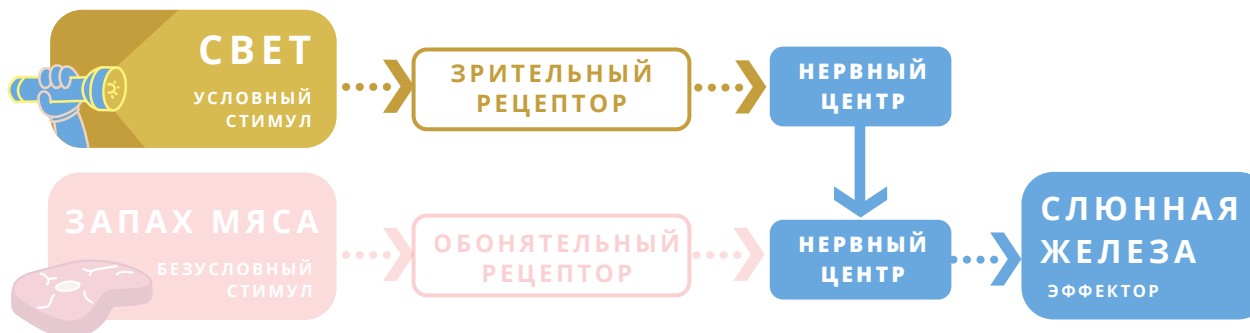 СВЕТ
УСЛОВНЫЙ
СТИМУЛ
ЗРИТЕЛЬНЫЙ
РЕЦЕПТОР
НЕРВНЫЙ
ЦЕНТР
ЗАПАХ МЯСА
БЕЗУСЛОВНЫЙ
СТИМУЛ
ОБОНЯТЕЛЬНЫЙ
РЕЦЕПТОР
НЕРВНЫЙ
ЦЕНТР
СЛЮННАЯ
ЖЕЛЕЗА
ЭФФЕКТОР